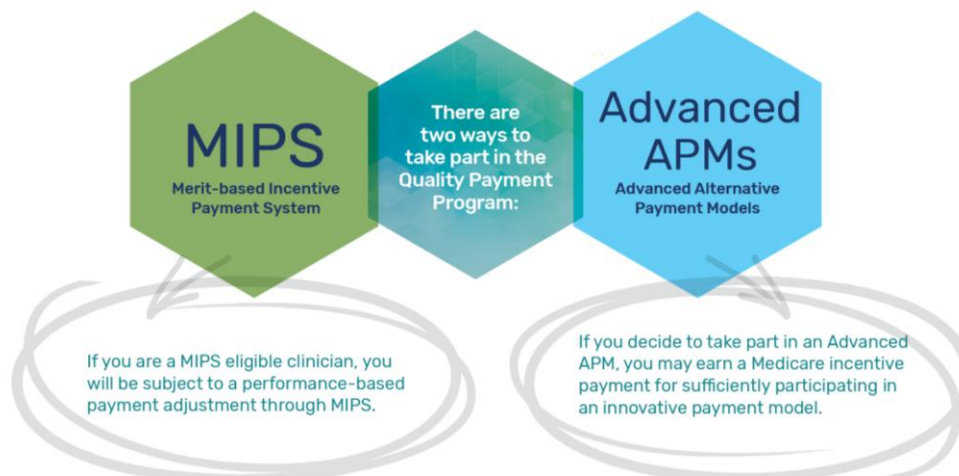 MIPS
Merit-based Incentive
Payment System
There are
two ways to
take part in the
Quality Payment
Program:
Advanced
APMs
Advanced Alternative
Payment Models
If you are a MIPS eligible clinician, you
will be subject to a performance-based
payment adjustment through MIPS.
If you decide to take part in an Advanced
APM, you may earn a Medicare incentive
payment for sufficiently participating in
an innovative payment model.